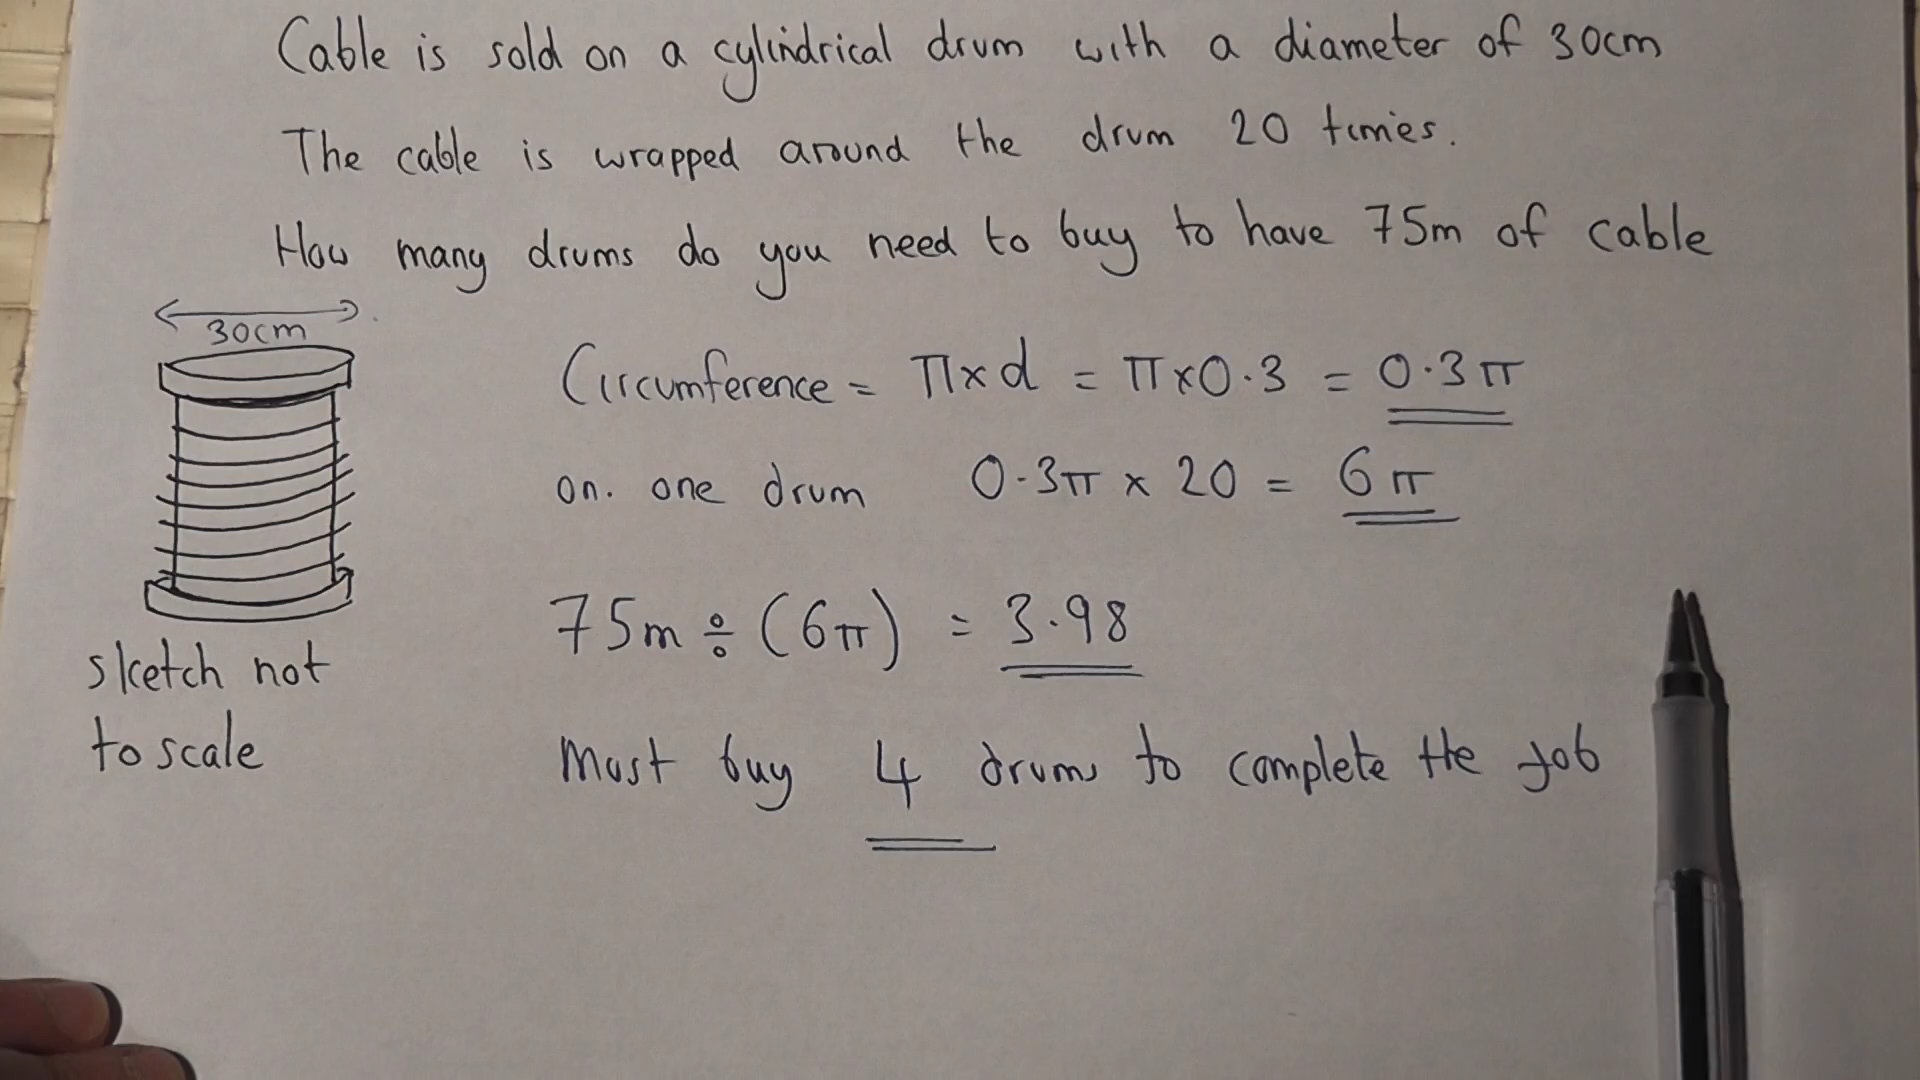 Cable is sold on a cylindrical drum with a diameter of 30cm
The cable is wrapped around the drum 20 times.
How many drums do you need to buy to have 75m of cable
30cm
Circumference = π×d = π×0.3 = 0.3π
on. one drum 0.3π × 20 = 6π
75m ÷ (6π) = 3.98
sketch not
to scale
Must buy 4 drums to complete the job